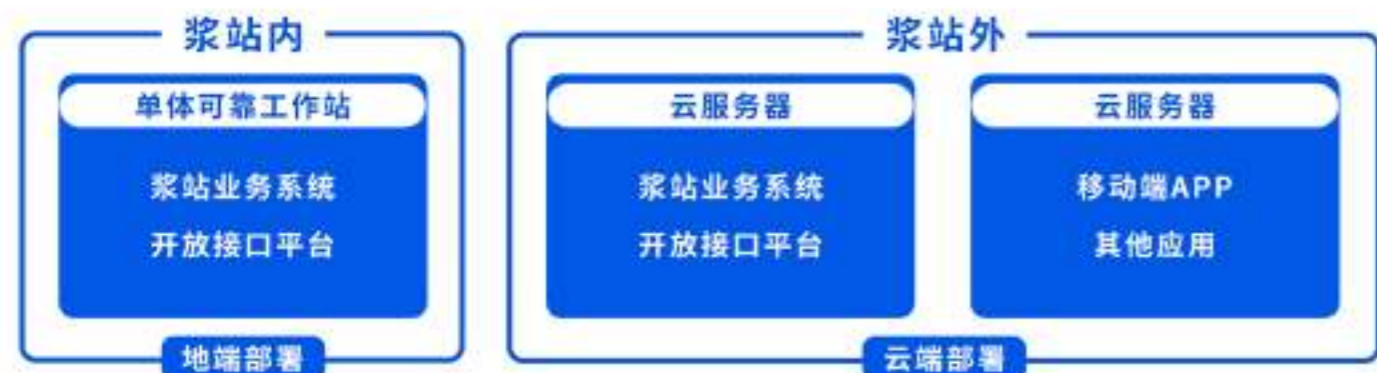 浆站内
单体可靠工作站
浆站业务系统
开放接口平台
地端部署
浆站外
云服务器
浆站业务系统
开放接口平台
云服务器
移动端APP
其他应用
云端部署